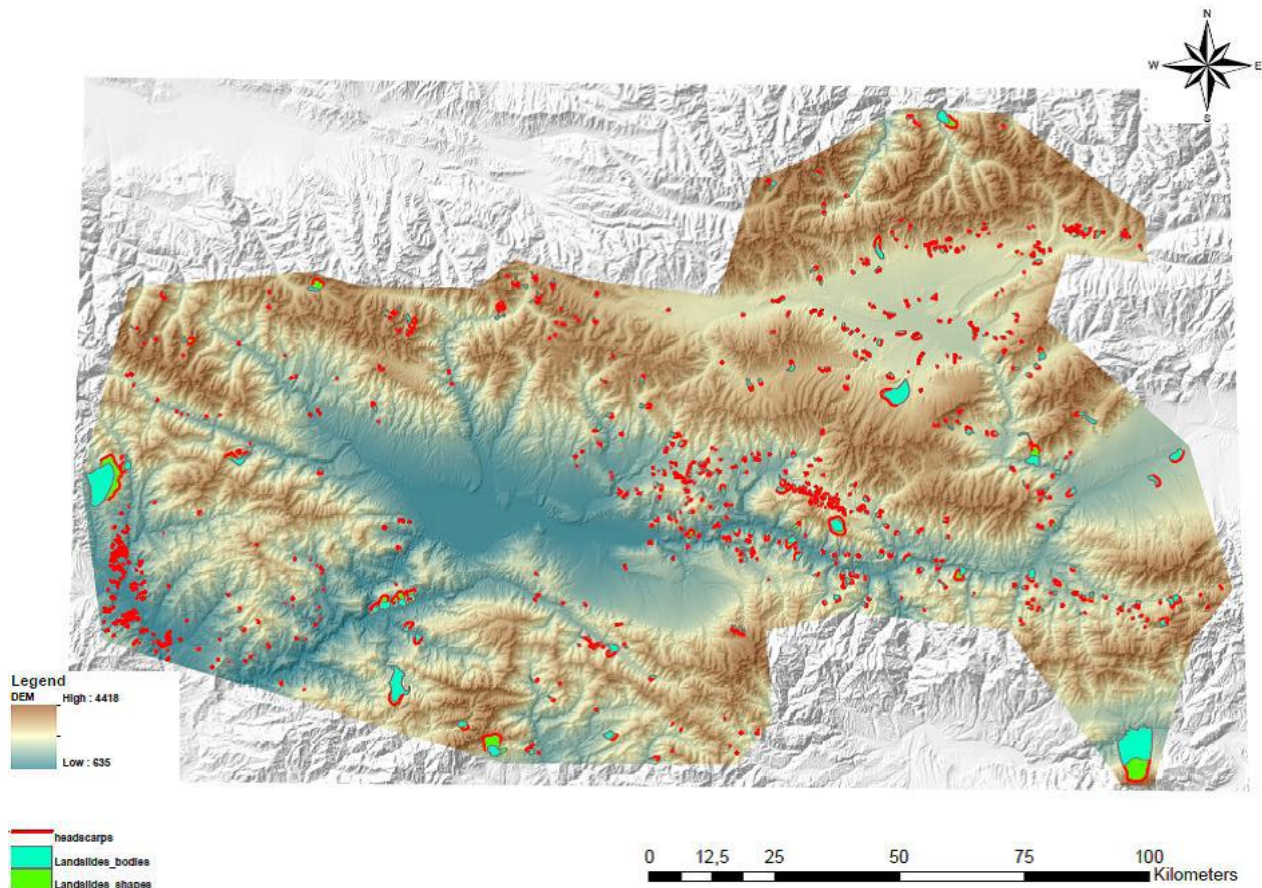 N
W E
S
Legend
DEM High : 4418
Low : 635
headscarps
Landslides_bodies
Landslides_shapes
0 12,5 25 50 75 100
Kilometers